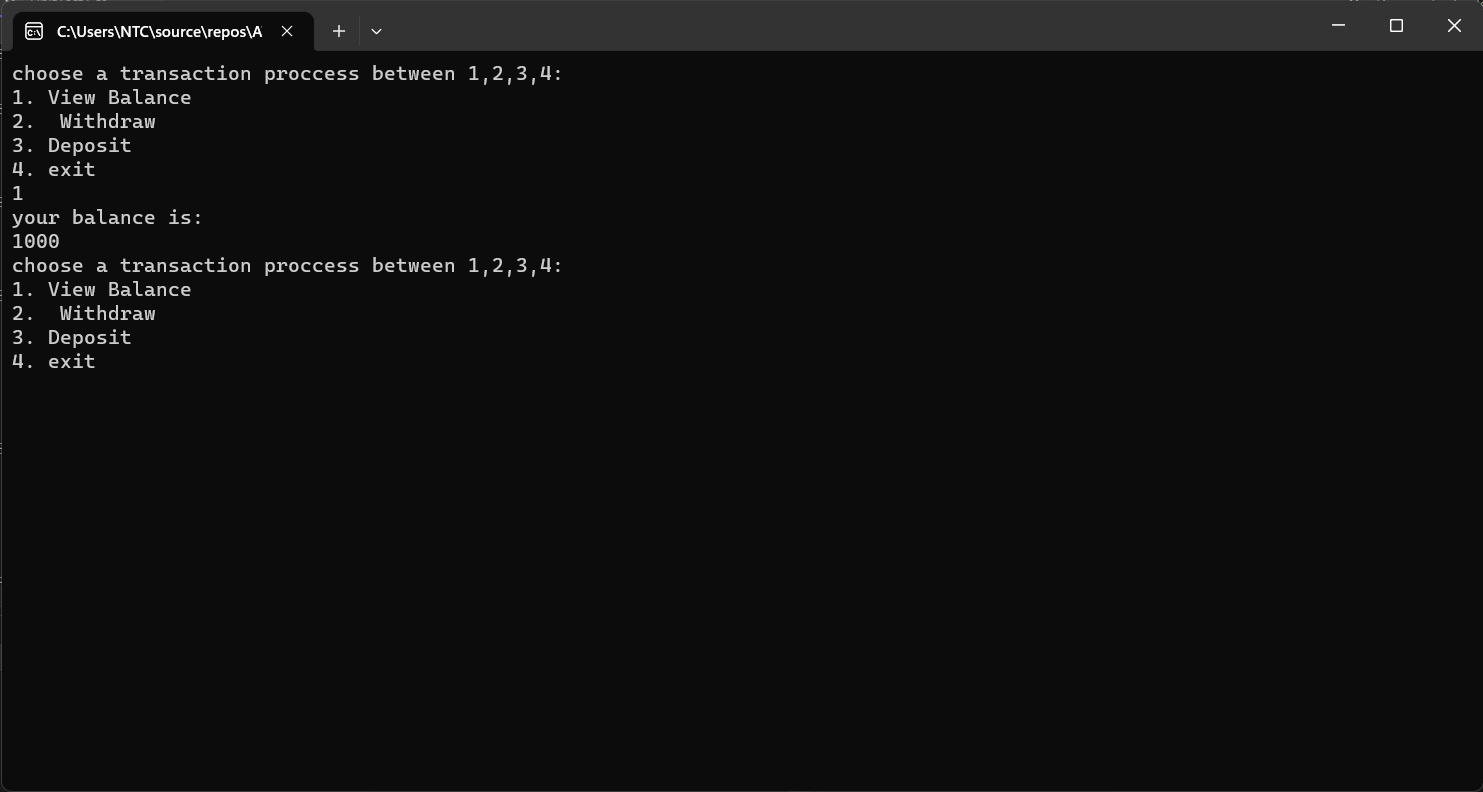 C:\Users\NTC\source\repos\A
choose a transaction proccess between 1,2,3,4:
1. View Balance
2.  Withdraw
3. Deposit
4. exit
1
your balance is:
1000
choose a transaction proccess between 1,2,3,4:
1. View Balance
2.  Withdraw
3. Deposit
4. exit